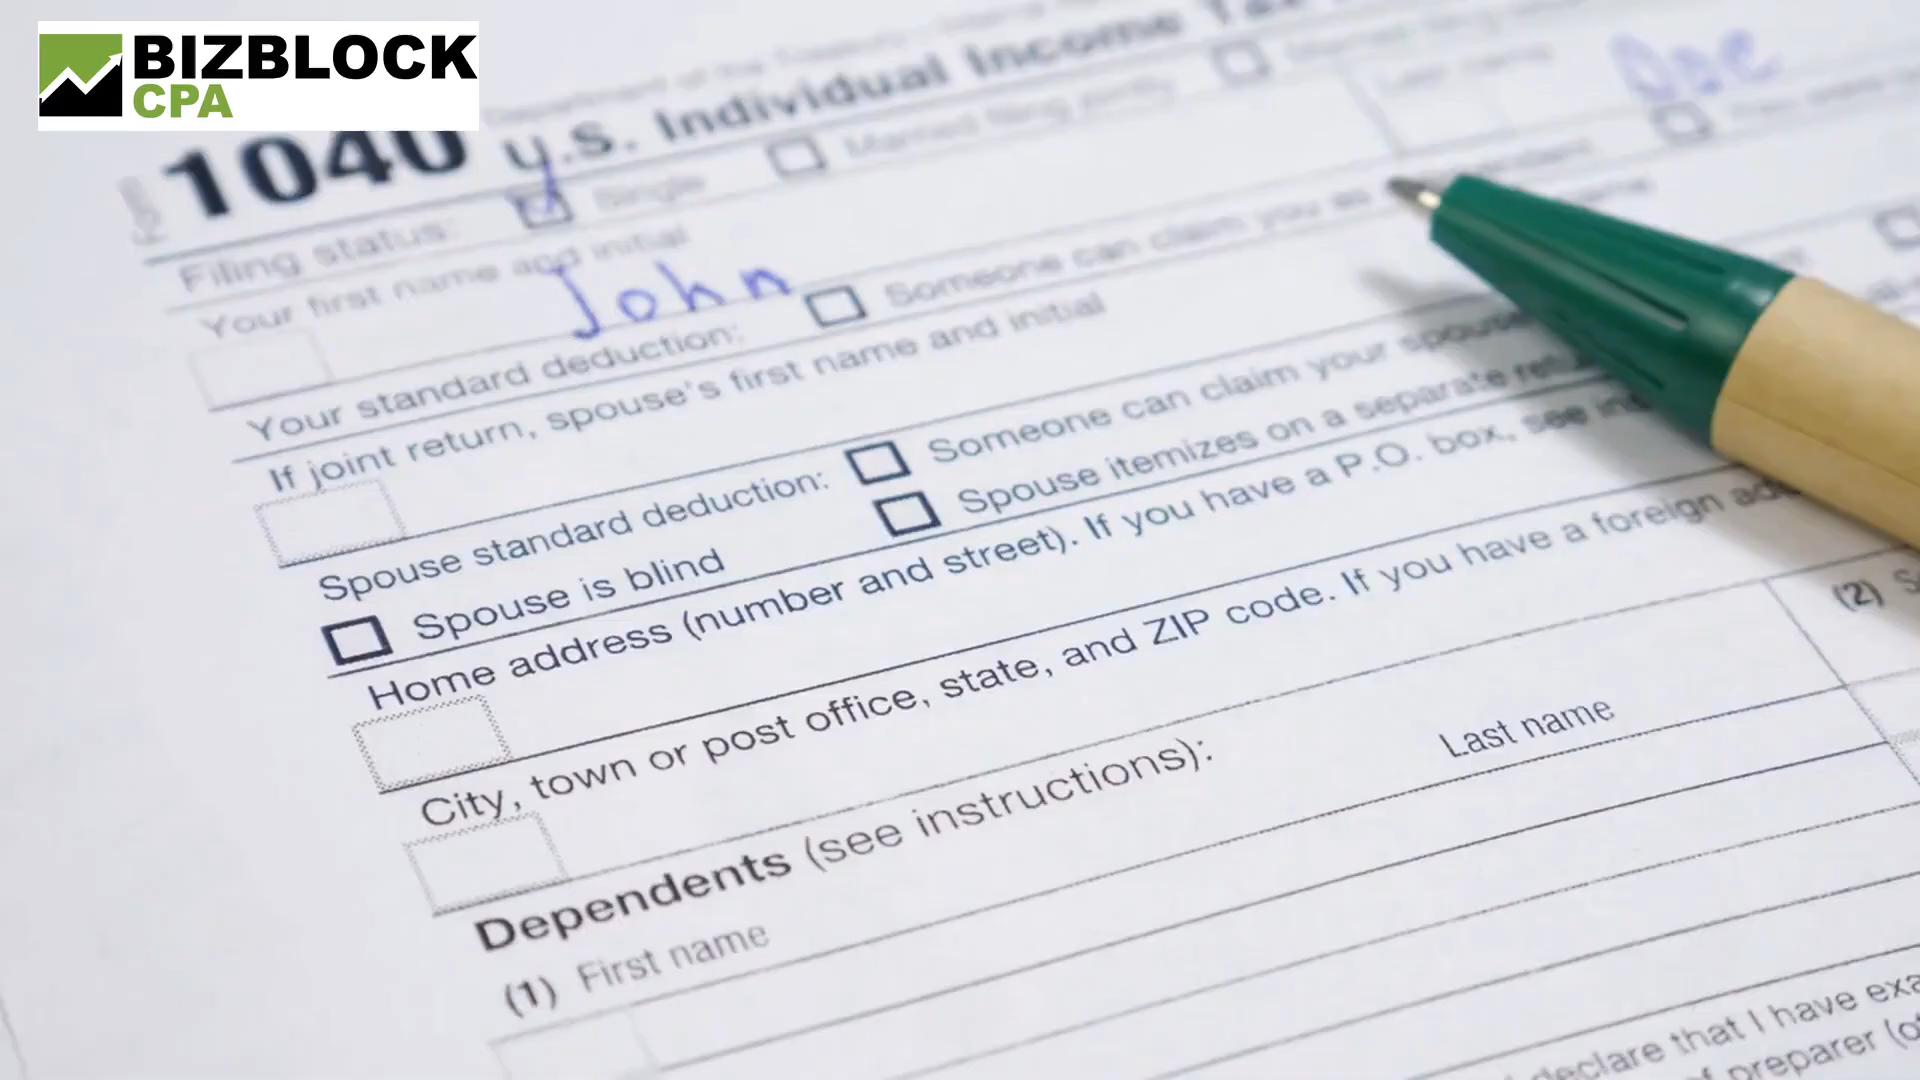 BIZBLOCK
CPA
1040 U.S. Individual Income Tax
Filing status: Single Married filing jointly
Your first name and initial Last name
John Doe
Your standard deduction: Someone can claim you as
If joint return, spouse's first name and initial
Spouse standard deduction: Someone can claim your spouse
Spouse is blind Spouse itemizes on a separate
Home address (number and street). If you have a P.O. box, see
City, town or post office, state, and ZIP code. If you have a foreign
Dependents (see instructions): (2)
(1) First name Last name
declare that I have
preparer